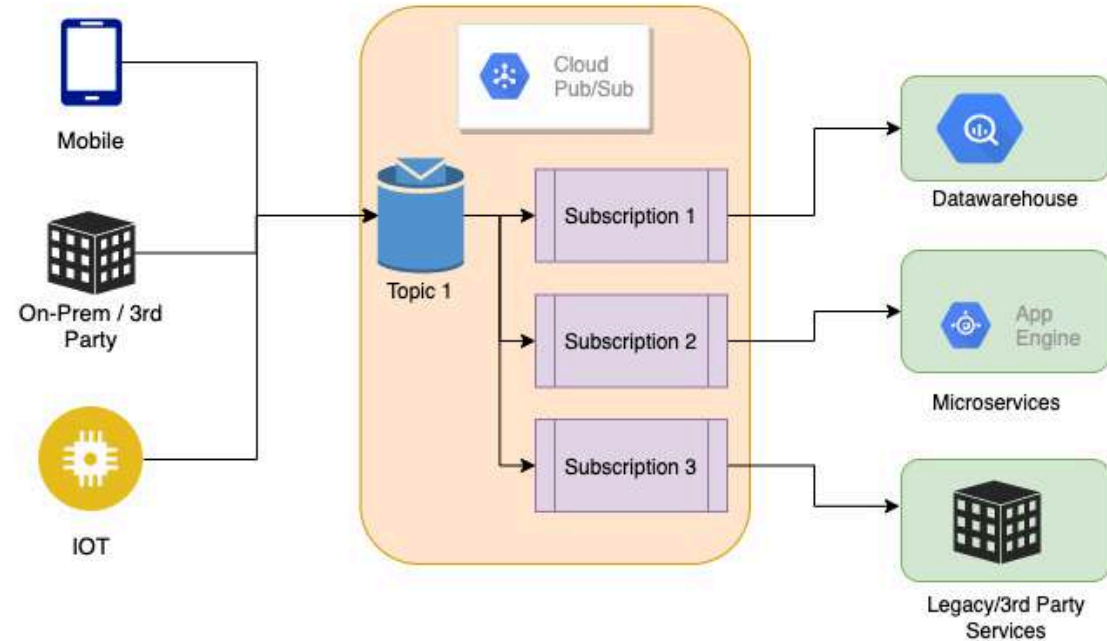 Mobile
On-Prem / 3rd
Party
IOT
Cloud
Pub/Sub
Topic 1
Subscription 1
Subscription 2
Subscription 3
Datawarehouse
App
Engine
Microservices
Legacy/3rd Party
Services